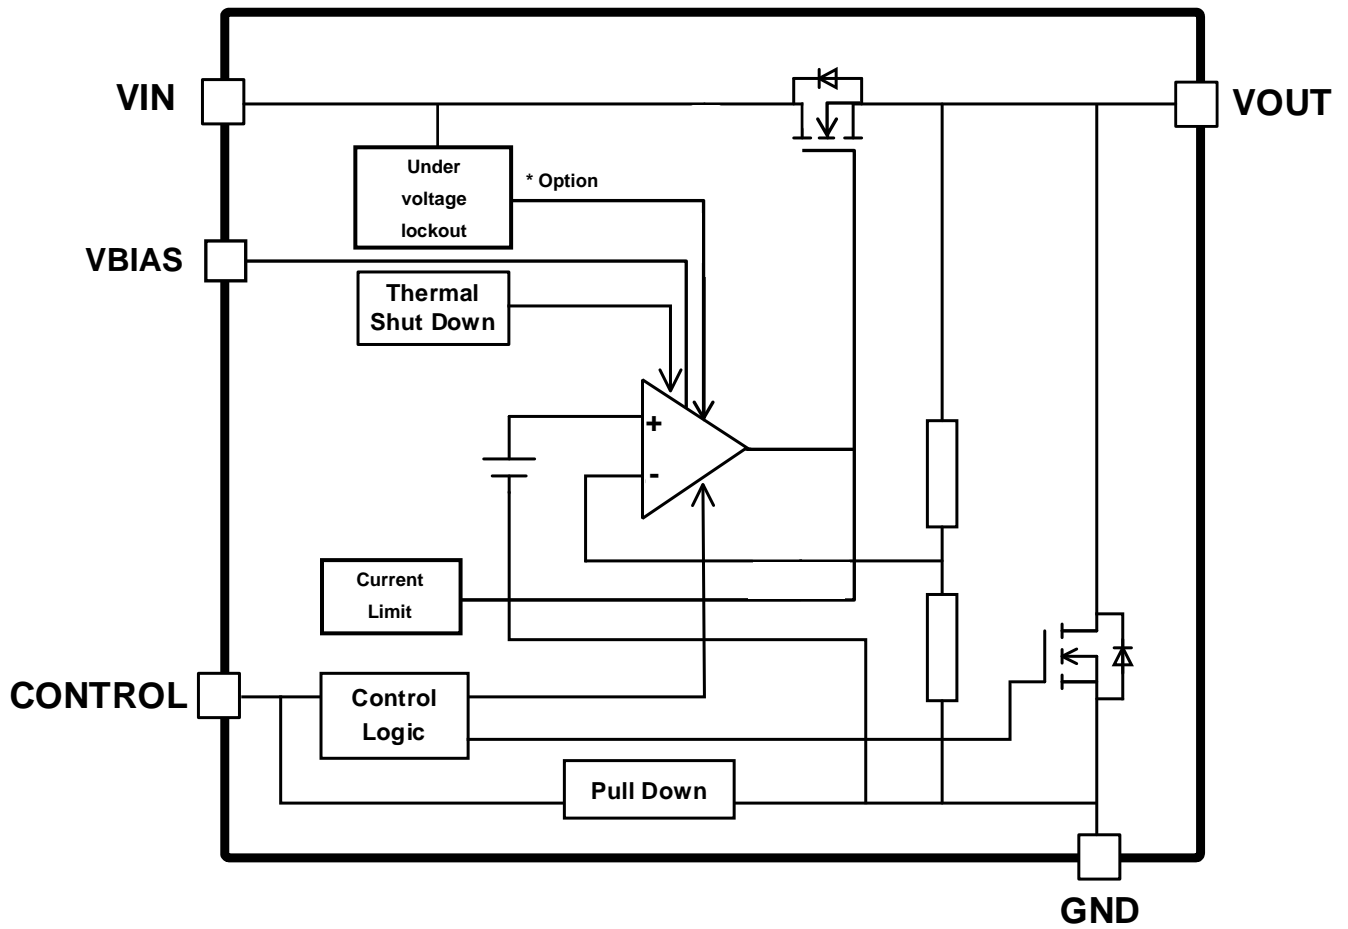 VIN
VOUT
Under
voltage
lockout
* Option
VBIAS
Thermal
Shut Down
+
-
Current
Limit
CONTROL
Control
Logic
Pull Down
GND